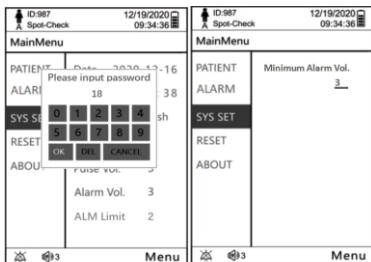 ID:987 12/19/2020
Spot-Check 09:34:36
MainMenu
PATIENT
ALAR
SYS SE
RESET
ABOU
Date 2020-12-16
38
sh
Please input password
18
0 1 2 3 4
5 6 7 8 9
OK DEL CANCEL
Pulse Vol. 3
Alarm Vol. 3
ALM Limit 2
3 Menu
ID:987 12/19/2020
Spot-Check 09:34:36
MainMenu
PATIENT
ALARM
SYS SET
RESET
ABOUT
Minimum Alarm Vol.
3
3 Menu